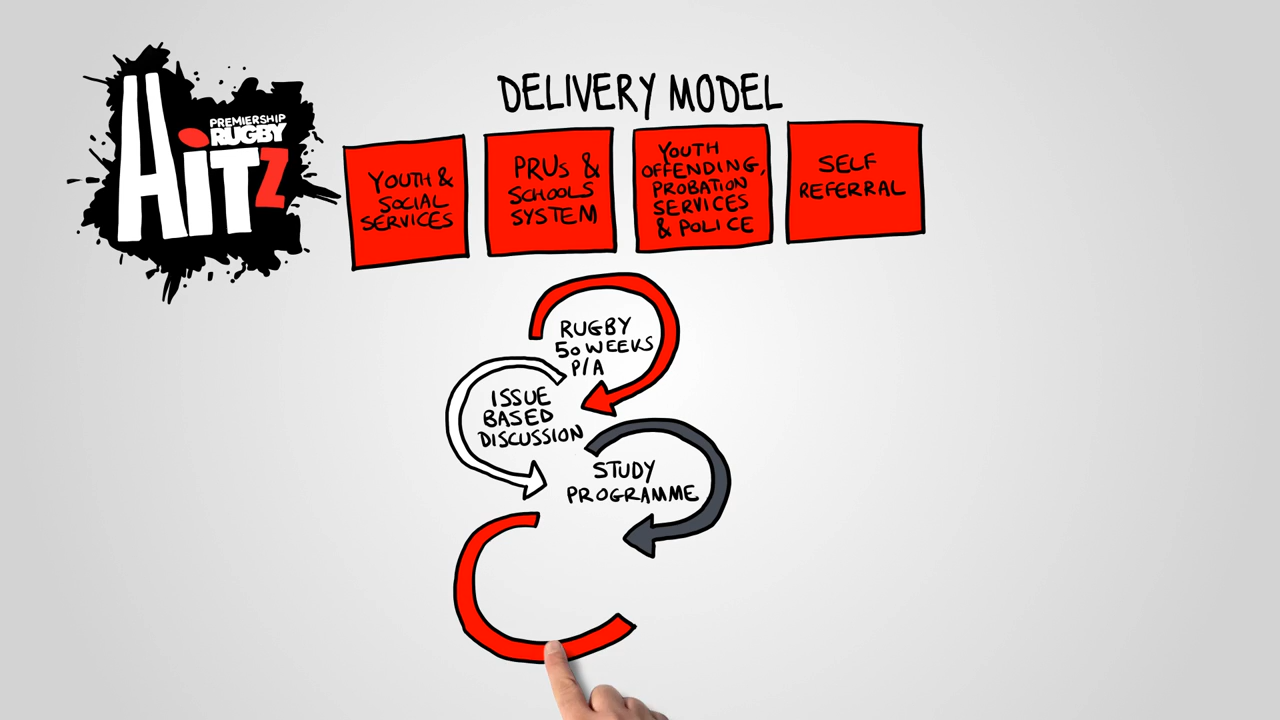 PREMIERSHIP
RUGBY
HiTZ
DELIVERY MODEL
YOUTH &
SOCIAL
SERVICES
PRUs &
SCHOOLS
SYSTEM
YOUTH
OFFENDING,
PROBATION
SERVICES
& POLICE
SELF
REFERRAL
RUGBY
50 WEEKS
P/A
ISSUE
BASED
DISCUSSION
STUDY
PROGRAMME